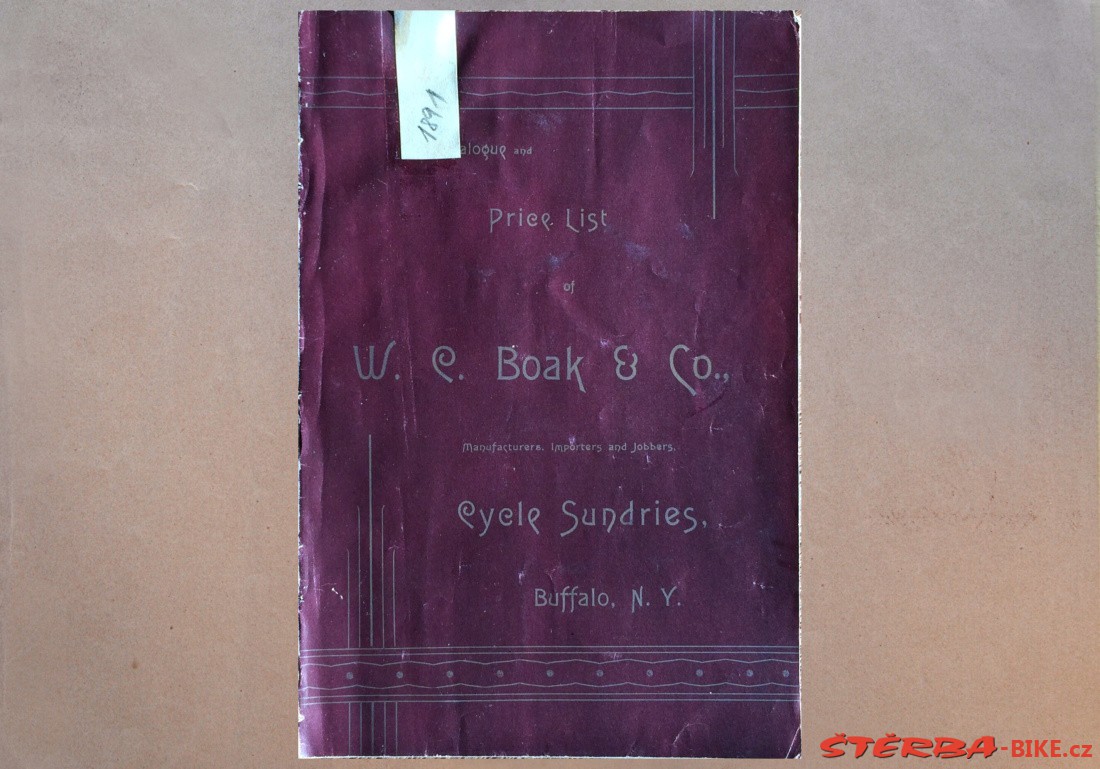 1891
alogue and
Price List
of
W. C. Boak & Co.,
Manufacturers, Importers and Jobbers,
Cycle Sundries,
Buffalo, N. Y.
ŠTĚRBA-BIKE.cz